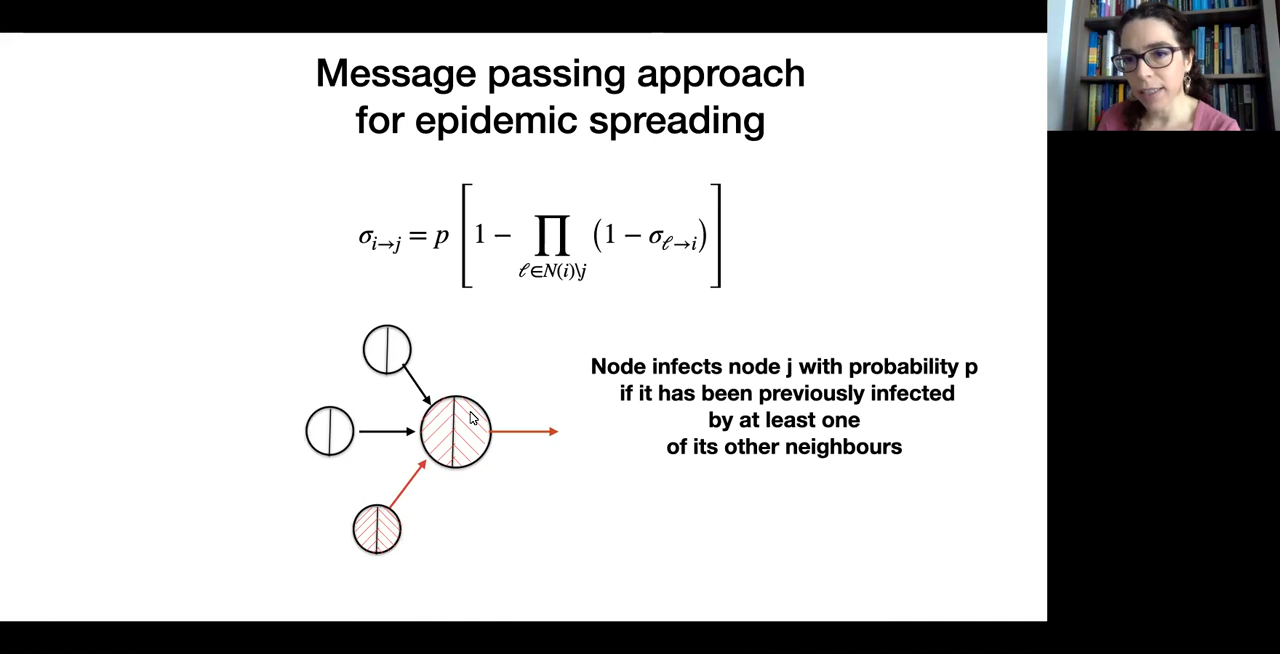 Message passing approach
for epidemic spreading
σ_{i→j} = p [1 − ∏_{ℓ∈N(i)\j} (1 − σ_{ℓ→i})]
Node infects node j with probability p
if it has been previously infected
by at least one
of its other neighbours